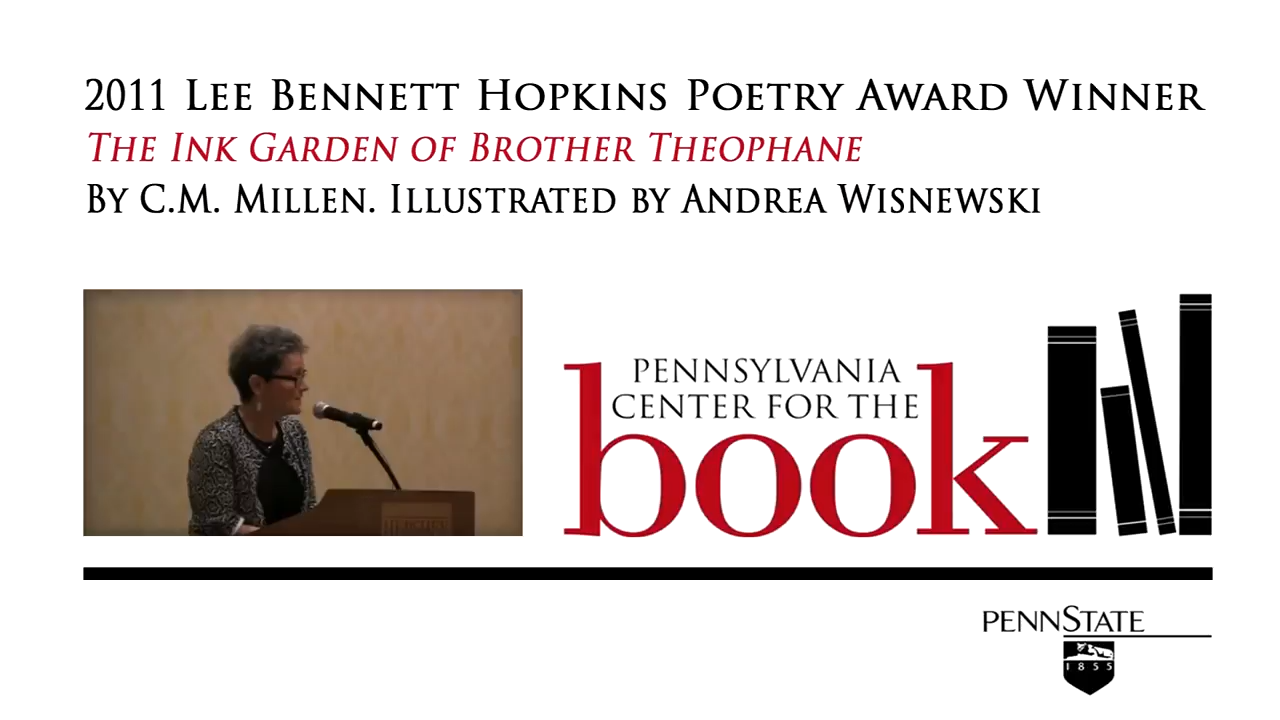 2011 Lee Bennett Hopkins Poetry Award Winner
The Ink Garden of Brother Theophane
By C.M. Millen. Illustrated by Andrea Wisnewski
PENNSYLVANIA
CENTER FOR THE
book
PENNSTATE
1855